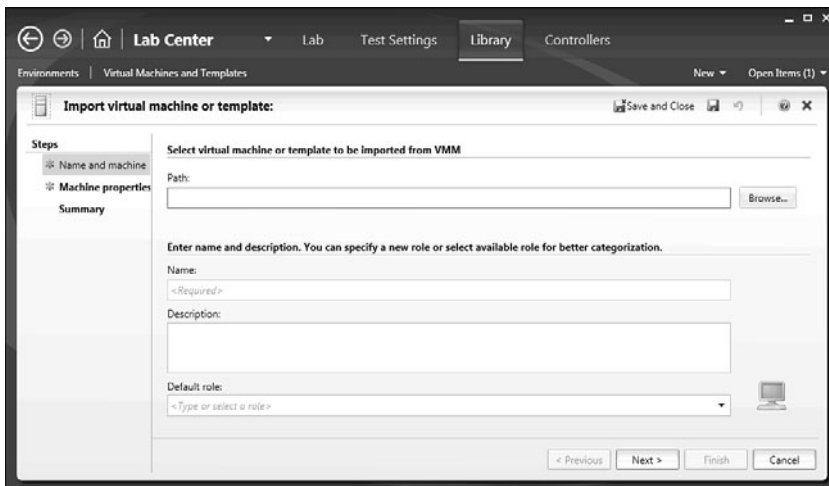 Lab Center Lab Test Settings Library Controllers
Environments | Virtual Machines and Templates New Open Items (1)
Import virtual machine or template: Save and Close
Steps
Name and machine
Machine properties
Summary
Select virtual machine or template to be imported from VMM
Path:
Browse...
Enter name and description. You can specify a new role or select available role for better categorization.
Name:
<Required>
Description:
Default role:
<Type or select a role>
< Previous Next > Finish Cancel